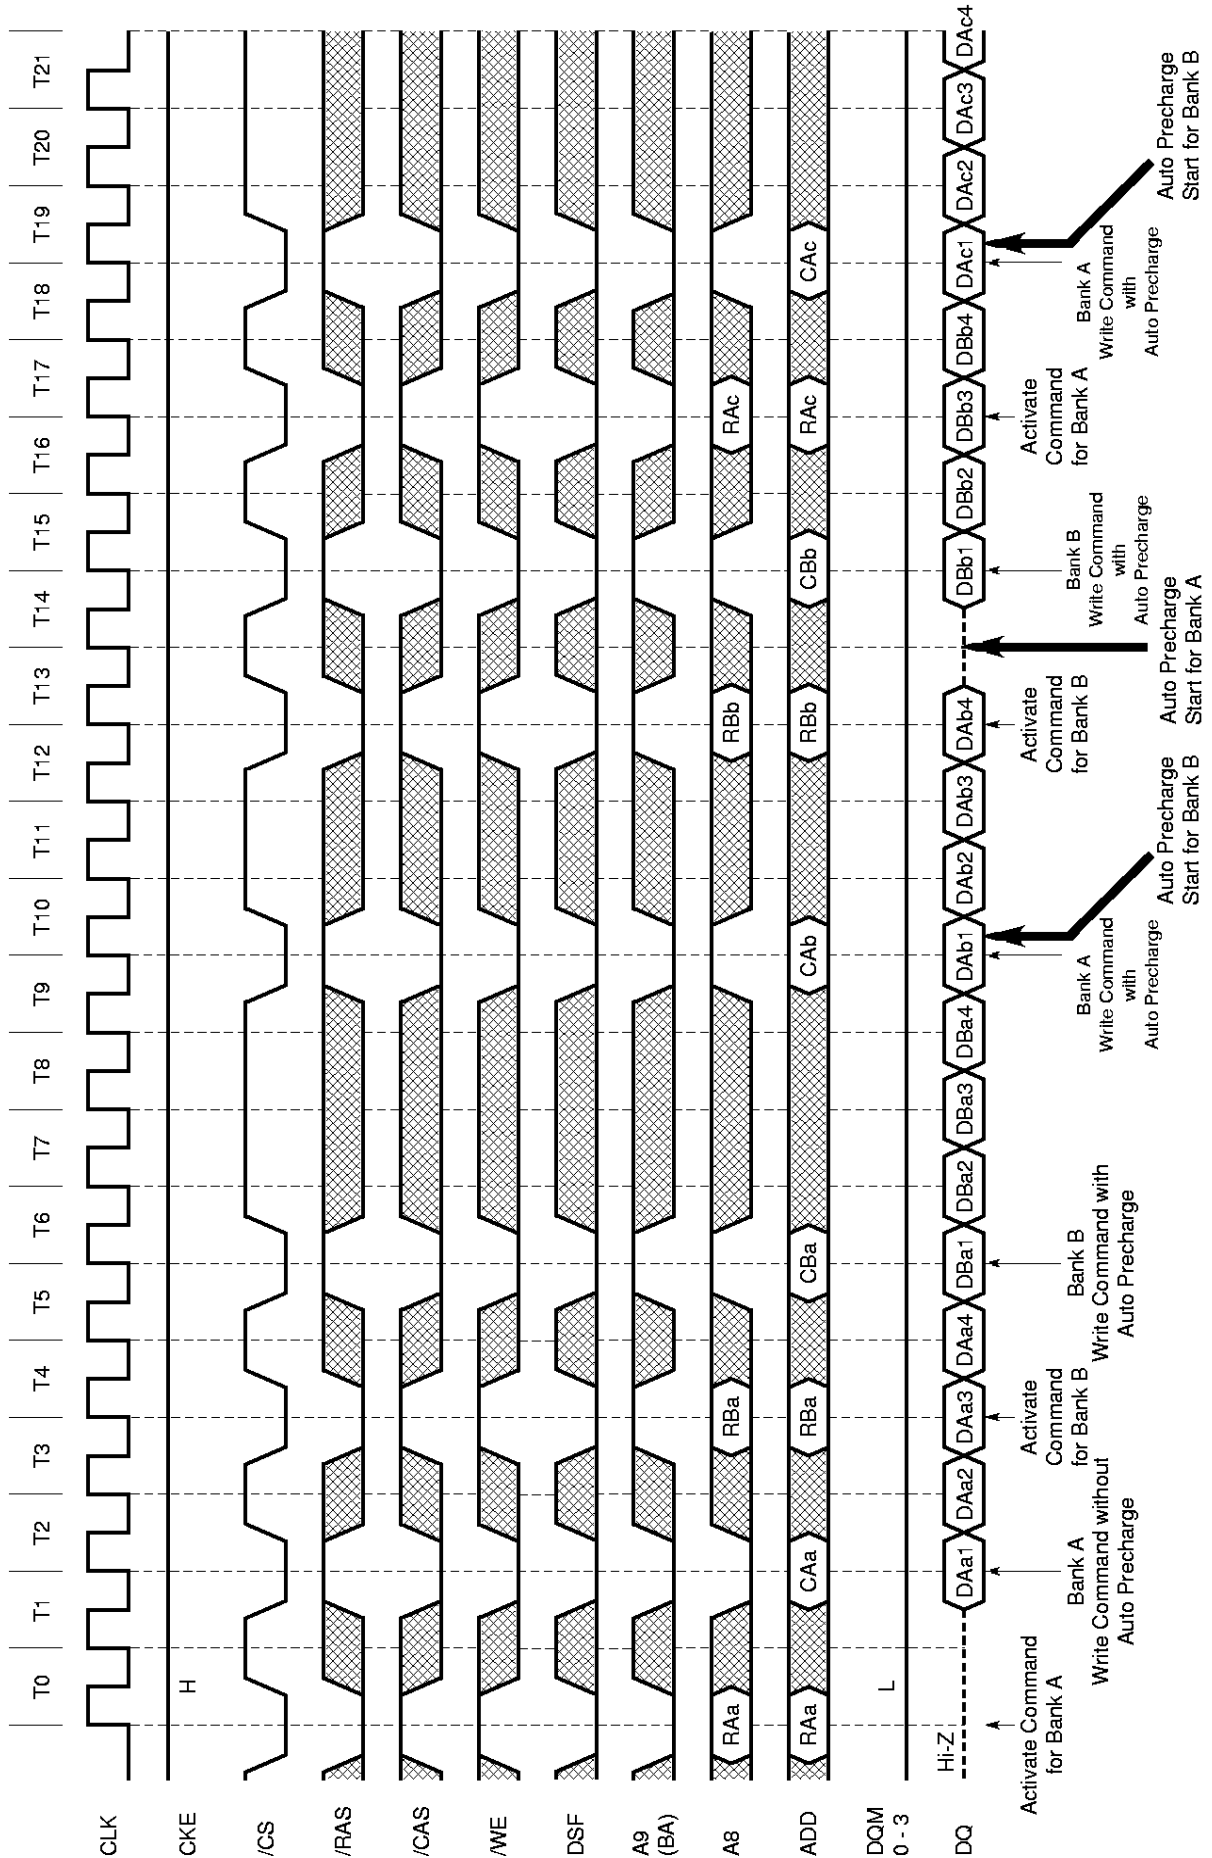 T0 T1 T2 T3 T4 T5 T6 T7 T8 T9 T10 T11 T12 T13 T14 T15 T16 T17 T18 T19 T20 T21
CLK
CKE H
/CS
/RAS
/CAS
/WE
DSF
A9
(BA)
A8 RAa RBa RBb RAc
ADD RAa CAa RBa CBa CAb RBb CBb RAc CAc
DQM
0 - 3
L
DQ Hi-Z DAa1 DAa2 DAa3 DAa4 DBa1 DBa2 DBa3 DBa4 DAb1 DAb2 DAb3 DAb4 DBb1 DBb2 DBb3 DBb4 DAc1 DAc2 DAc3 DAc4
Activate Command
for Bank A
Bank A
Write Command without
Auto Precharge
Activate
Command
for Bank B
Bank B
Write Command with
Auto Precharge
Bank A
Write Command
with
Auto Precharge
Auto Precharge
Start for Bank B
Activate
Command
for Bank B
Auto Precharge
Start for Bank A
Bank B
Write Command
with
Auto Precharge
Activate
Command
for Bank A
Bank A
Write Command
with
Auto Precharge
Auto Precharge
Start for Bank B